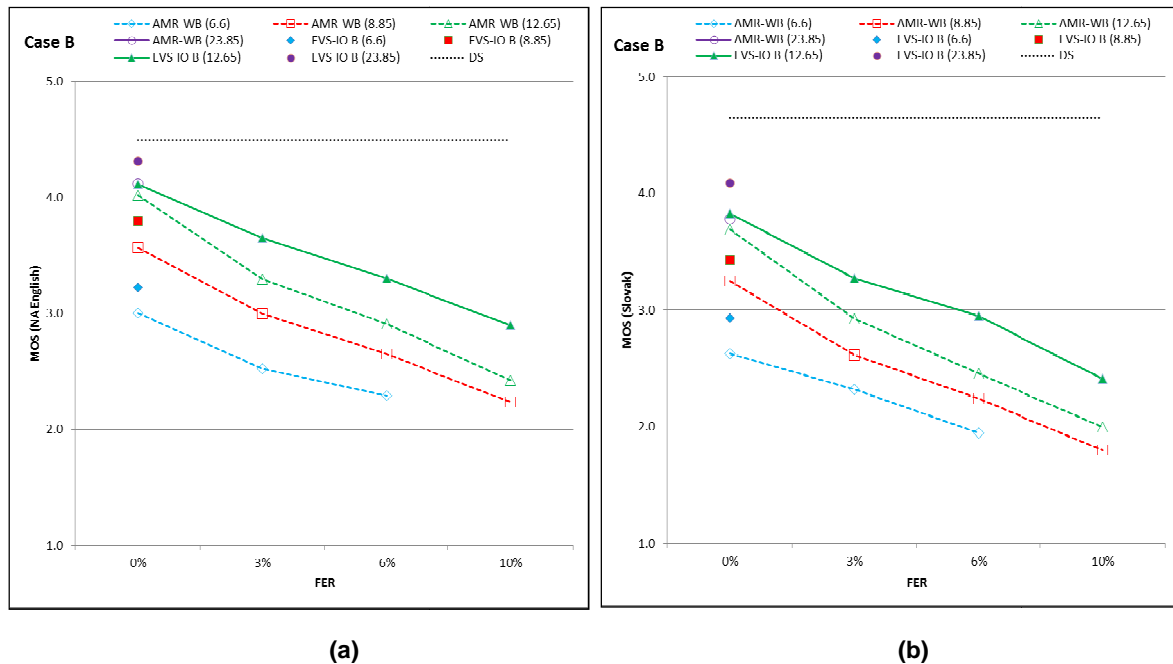 Case B
AMR-WB (6.6) AMR WB (8.85) AMR WB (12.65)
AMR-WB (23.85) EVS-IO B (6.6) EVS-IO B (8.85)
EVS-IO B (12.65) EVS-IO B (23.85) DS
5.0
4.0
3.0
2.0
1.0
MOS (NA English)
0% 3% 6% 10%
FER
Case B
AMR-WB (6.6) AMR-WB (8.85) AMR-WB (12.65)
AMR-WB (23.85) EVS-IO B (6.6) EVS-IO B (8.85)
EVS-IO B (12.65) EVS-IO B (23.85) DS
5.0
4.0
3.0
2.0
1.0
MOS (Slovak)
0% 3% 6% 10%
FER
(a) (b)